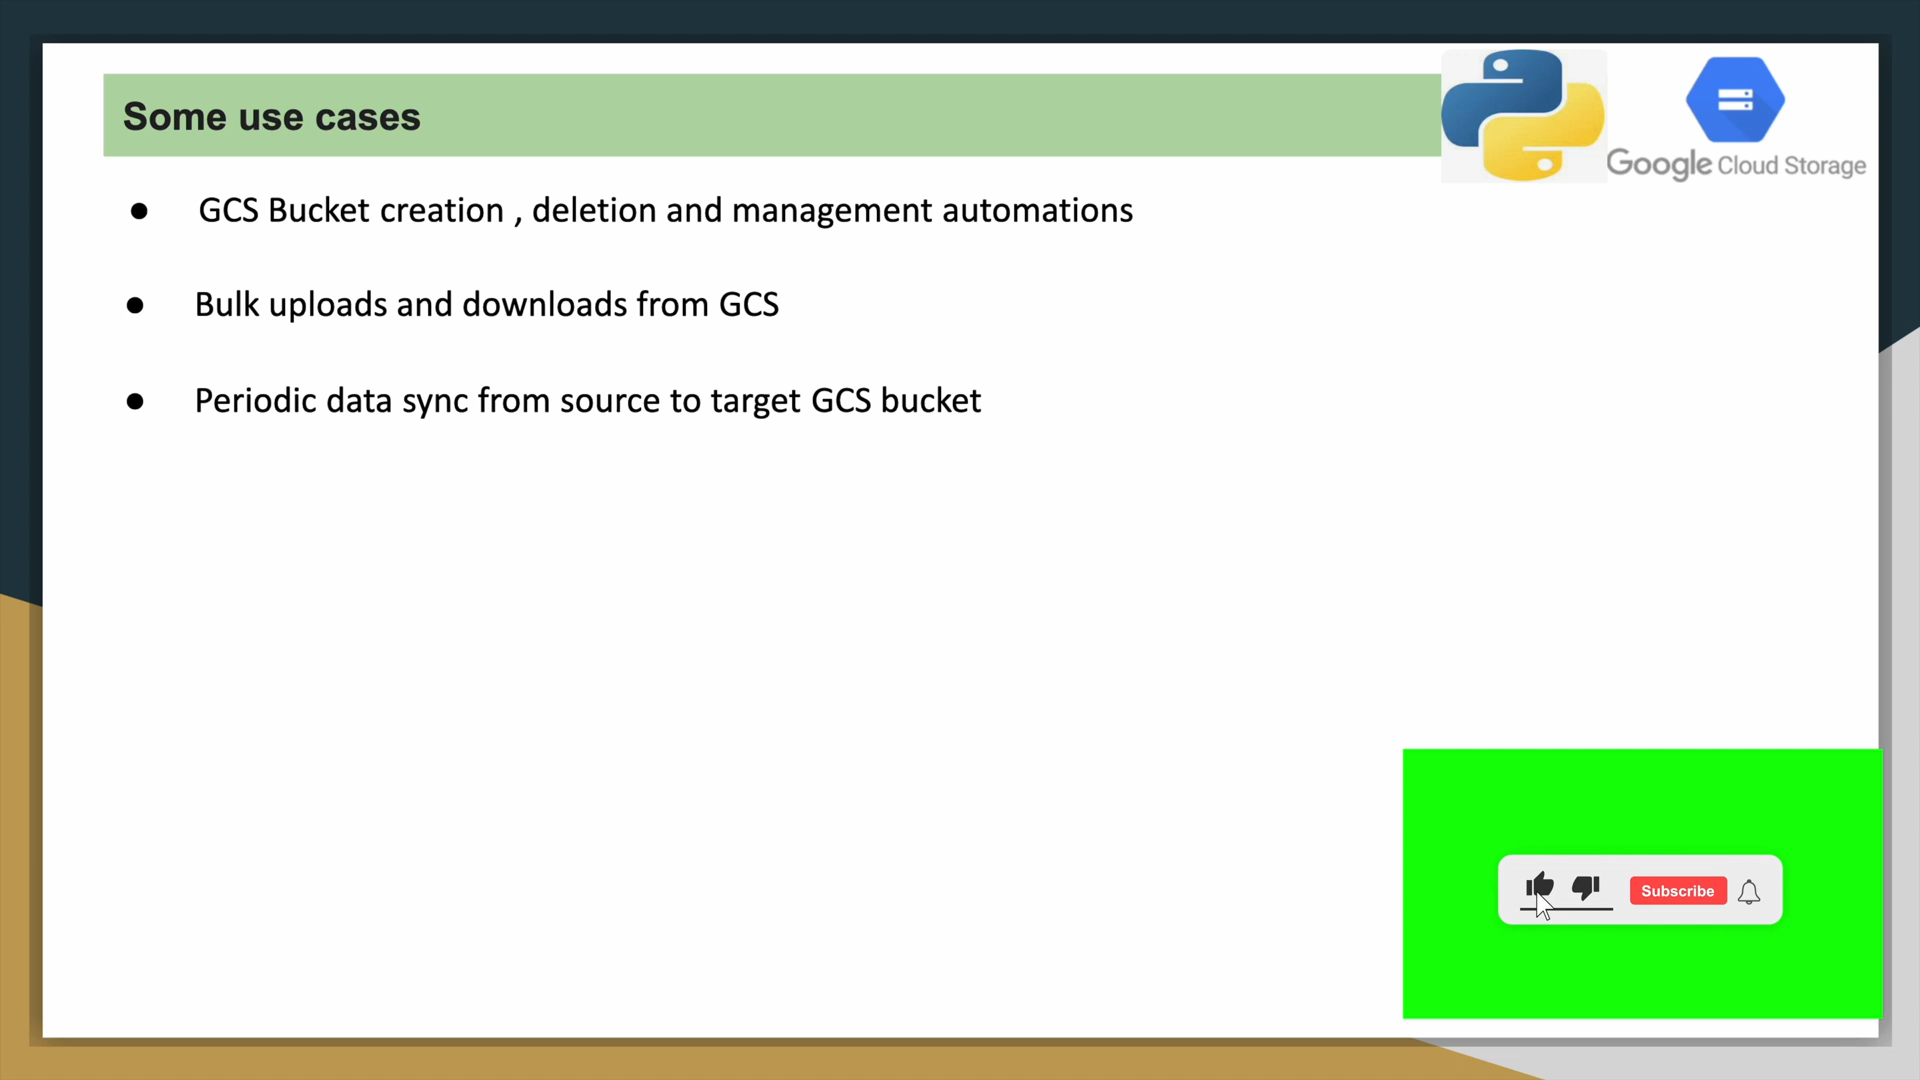 Some use cases
Google Cloud Storage
● GCS Bucket creation , deletion and management automations
● Bulk uploads and downloads from GCS
● Periodic data sync from source to target GCS bucket
Subscribe